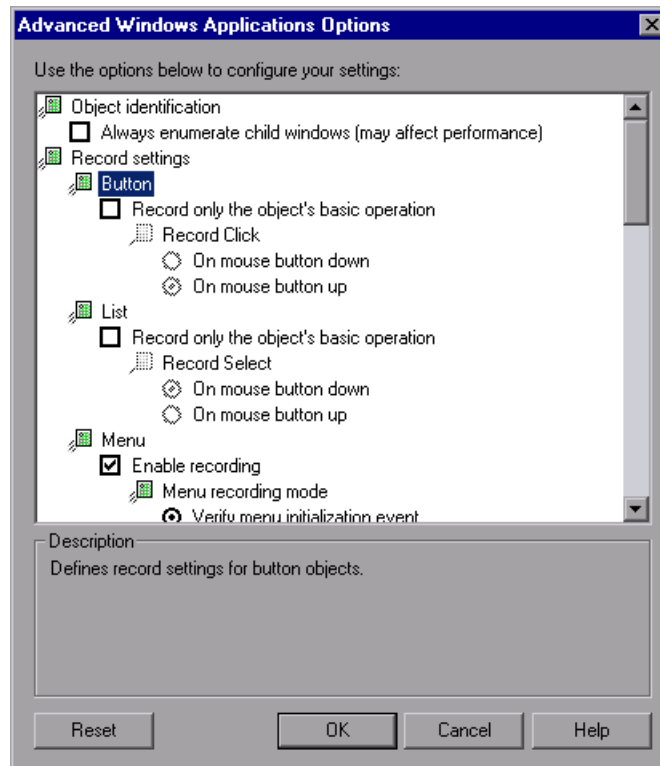 Advanced Windows Applications Options
Use the options below to configure your settings:
Object identification
Always enumerate child windows (may affect performance)
Record settings
Button
Record only the object's basic operation
Record Click
On mouse button down
On mouse button up
List
Record only the object's basic operation
Record Select
On mouse button down
On mouse button up
Menu
Enable recording
Menu recording mode
Verify menu initialization event
Description
Defines record settings for button objects.
Reset OK Cancel Help